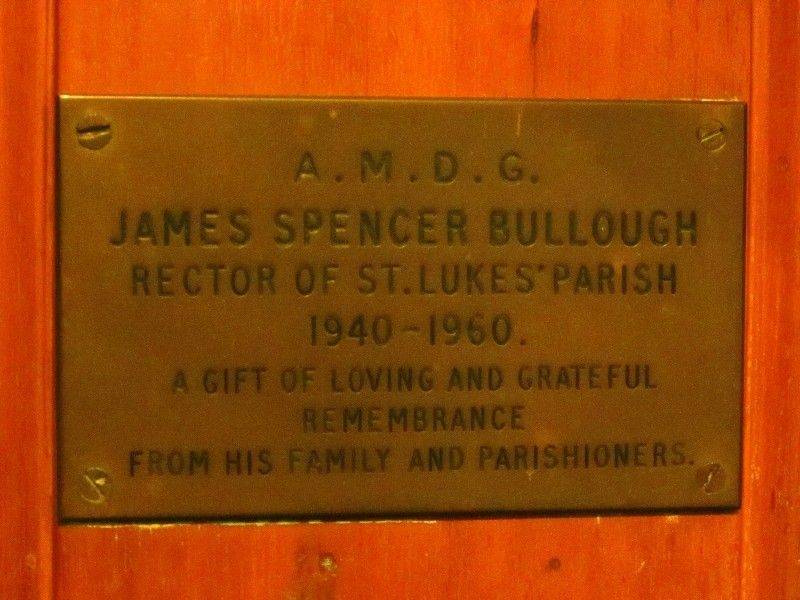 A.M.D.G.
JAMES SPENCER BULLOUGH
RECTOR OF ST.LUKES' PARISH
1940-1960.
A GIFT OF LOVING AND GRATEFUL
REMEMBRANCE
FROM HIS FAMILY AND PARISHIONERS.